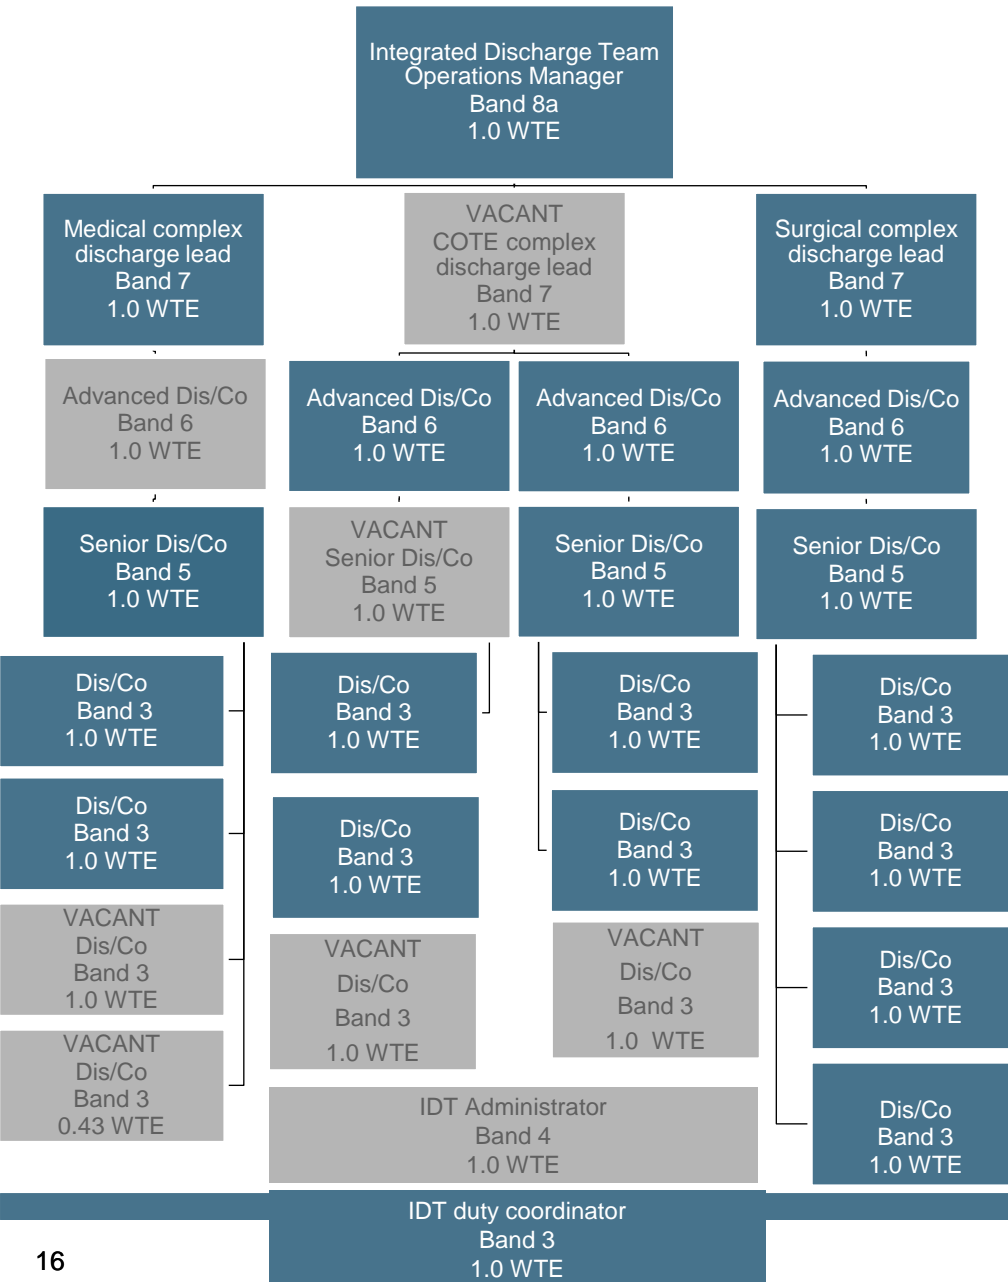 Integrated Discharge Team
Operations Manager
Band 8a
1.0 WTE
Medical complex
discharge lead
Band 7
1.0 WTE
VACANT
COTE complex
discharge lead
Band 7
1.0 WTE
Surgical complex
discharge lead
Band 7
1.0 WTE
Advanced Dis/Co
Band 6
1.0 WTE
Advanced Dis/Co
Band 6
1.0 WTE
Advanced Dis/Co
Band 6
1.0 WTE
Advanced Dis/Co
Band 6
1.0 WTE
Senior Dis/Co
Band 5
1.0 WTE
VACANT
Senior Dis/Co
Band 5
1.0 WTE
Senior Dis/Co
Band 5
1.0 WTE
Senior Dis/Co
Band 5
1.0 WTE
Dis/Co
Band 3
1.0 WTE
Dis/Co
Band 3
1.0 WTE
Dis/Co
Band 3
1.0 WTE
Dis/Co
Band 3
1.0 WTE
Dis/Co
Band 3
1.0 WTE
Dis/Co
Band 3
1.0 WTE
Dis/Co
Band 3
1.0 WTE
Dis/Co
Band 3
1.0 WTE
VACANT
Dis/Co
Band 3
1.0 WTE
VACANT
Dis/Co
Band 3
1.0 WTE
VACANT
Dis/Co
Band 3
1.0 WTE
Dis/Co
Band 3
1.0 WTE
VACANT
Dis/Co
Band 3
0.43 WTE
IDT Administrator
Band 4
1.0 WTE
Dis/Co
Band 3
1.0 WTE
IDT duty coordinator
Band 3
1.0 WTE
16